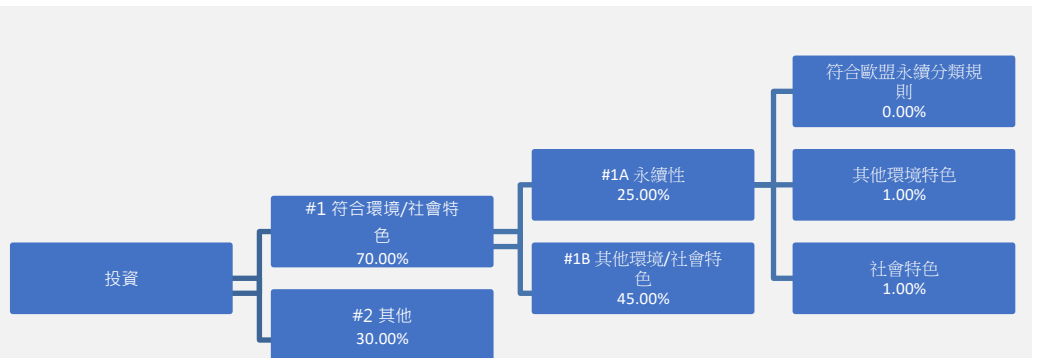 投資
#1 符合環境/社會特
色
70.00%
#2 其他
30.00%
#1A 永續性
25.00%
#1B 其他環境/社會特
色
45.00%
符合歐盟永續分類規
則
0.00%
其他環境特色
1.00%
社會特色
1.00%